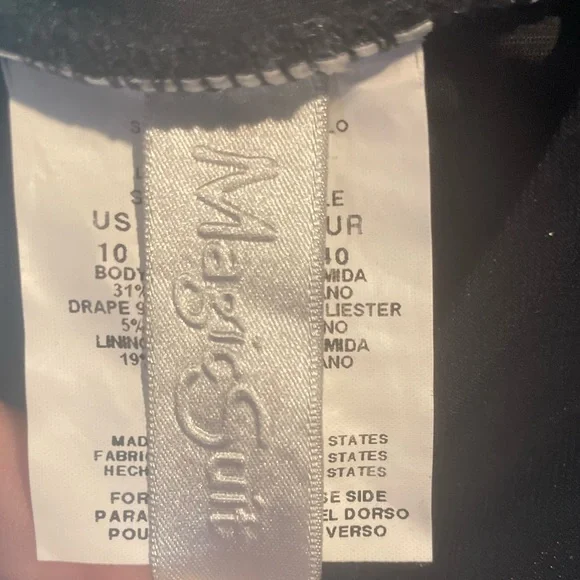 MagicSuit
S LO
L
S LE
US UR
10 40
BODY MIDA
31% ANO
DRAPE 9 LIESTER
5% NO
LINING MIDA
19% ANO
MAD STATES
FABRIC STATES
HECH STATES
FOR SE SIDE
PARA EL DORSO
POU VERSO